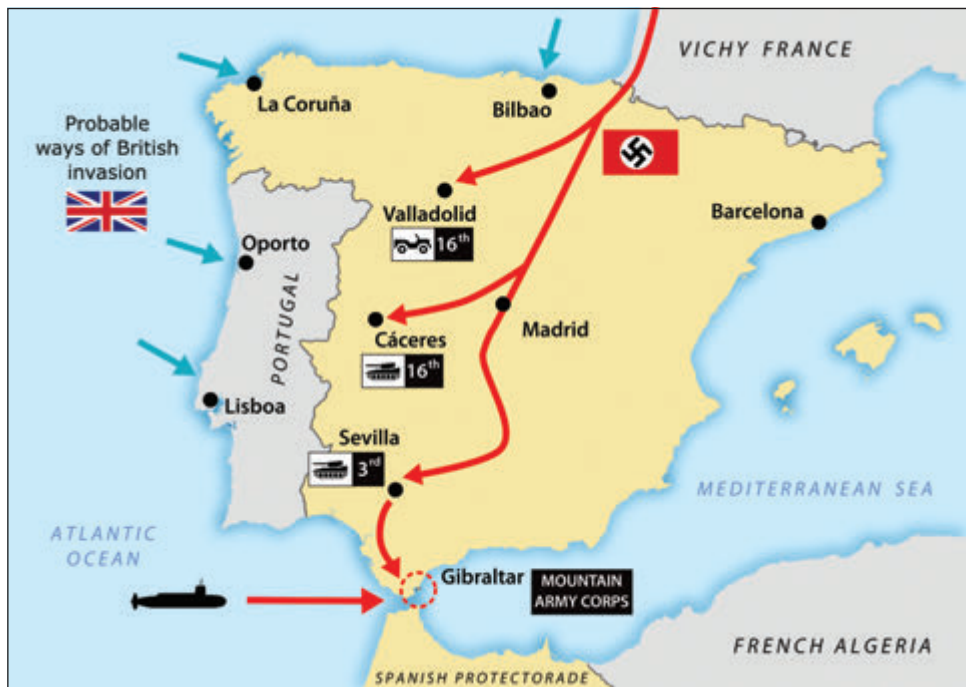 VICHY FRANCE
La Coruña
Bilbao
Probable
ways of British
invasion
Valladolid
16th
Barcelona
Oporto
PORTUGAL
Madrid
Cáceres
16th
Lisboa
Sevilla
3rd
MEDITERRANEAN SEA
ATLANTIC
OCEAN
Gibraltar
MOUNTAIN
ARMY CORPS
FRENCH ALGERIA
SPANISH PROTECTORADE